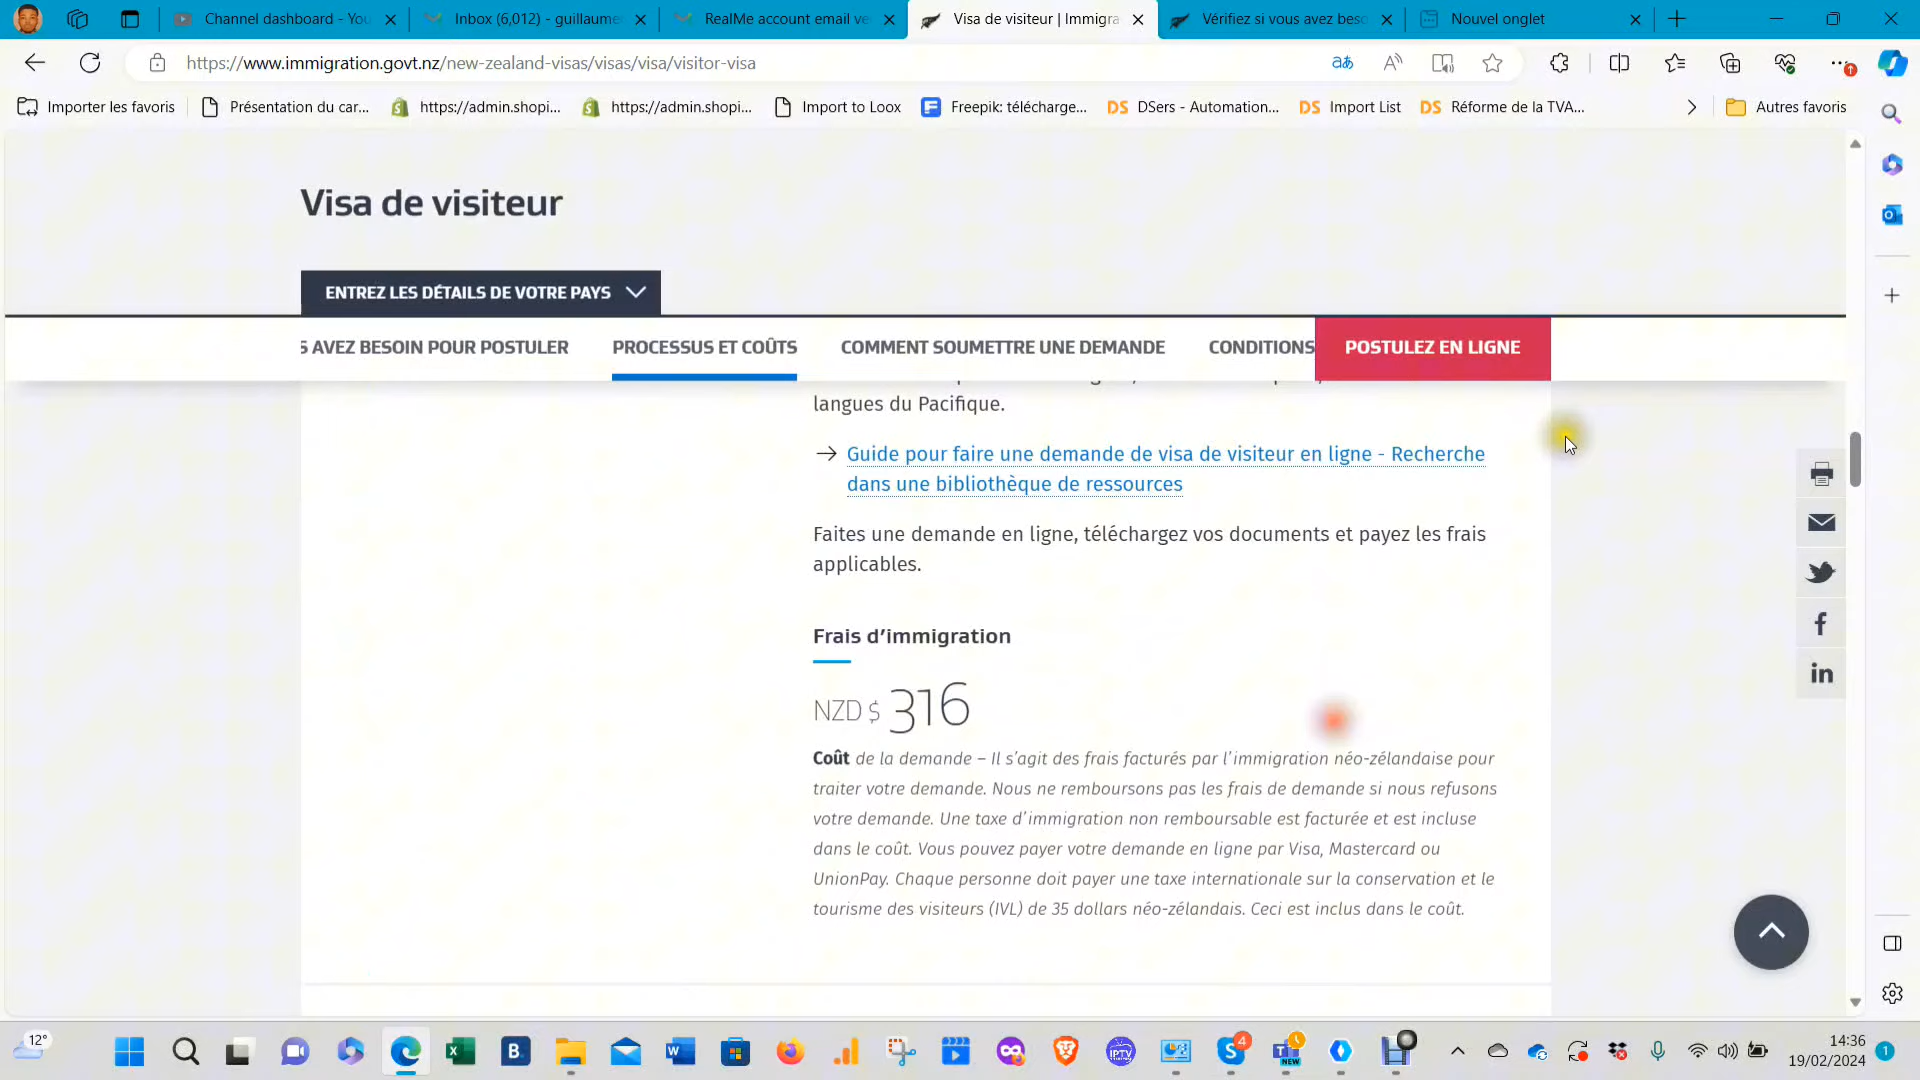 Channel dashboard - You
Inbox (6,012) - guillaume
RealMe account email ve
Visa de visiteur | Immigra
Vérifiez si vous avez beso
Nouvel onglet
https://www.immigration.govt.nz/new-zealand-visas/visas/visa/visitor-visa
Importer les favoris
Présentation du car...
https://admin.shopi...
https://admin.shopi...
Import to Loox
Freepik: télécharge...
DSers - Automation...
Import List
Réforme de la TVA...
Autres favoris
Visa de visiteur
ENTREZ LES DÉTAILS DE VOTRE PAYS
S AVEZ BESOIN POUR POSTULER
PROCESSUS ET COÛTS
COMMENT SOUMETTRE UNE DEMANDE
CONDITIONS
POSTULEZ EN LIGNE
langues du Pacifique.
→ Guide pour faire une demande de visa de visiteur en ligne - Recherche
dans une bibliothèque de ressources
Faites une demande en ligne, téléchargez vos documents et payez les frais
applicables.
Frais d’immigration
NZD $ 316
Coût de la demande – Il s’agit des frais facturés par l’immigration néo-zélandaise pour
traiter votre demande. Nous ne remboursons pas les frais de demande si nous refusons
votre demande. Une taxe d’immigration non remboursable est facturée et est incluse
dans le coût. Vous pouvez payer votre demande en ligne par Visa, Mastercard ou
UnionPay. Chaque personne doit payer une taxe internationale sur la conservation et le
tourisme des visiteurs (IVL) de 35 dollars néo-zélandais. Ceci est inclus dans le coût.
12°
14:36
19/02/2024